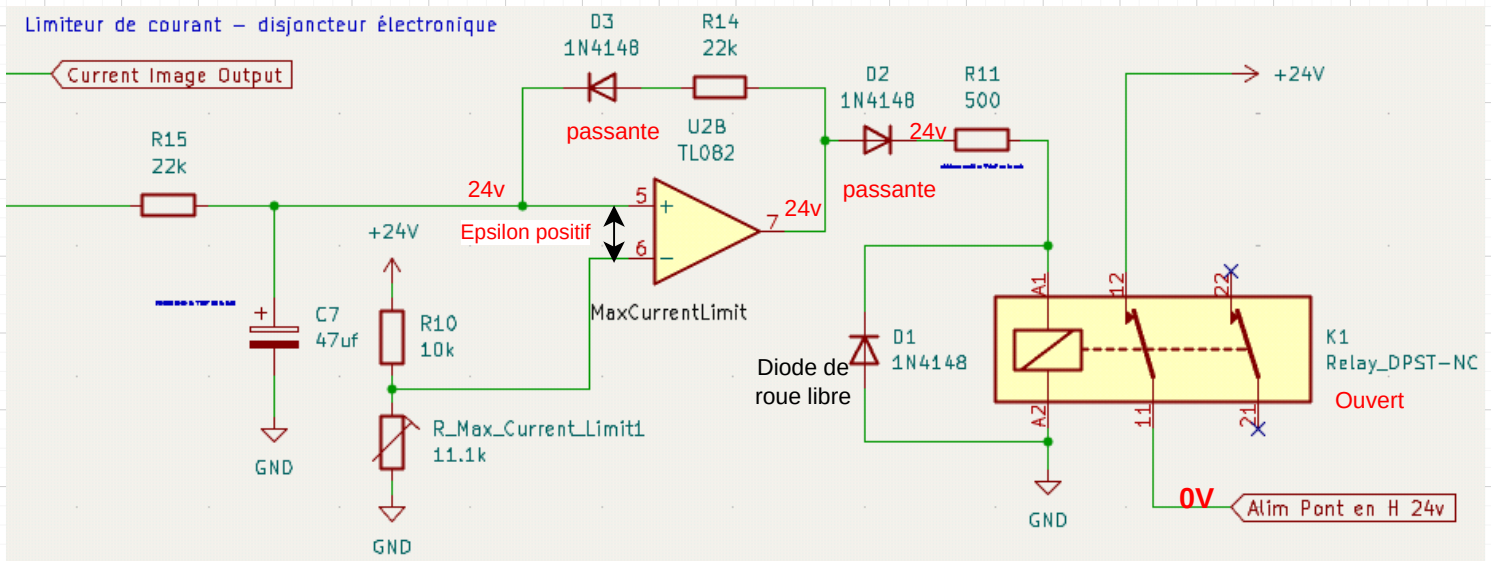 Limiteur de courant – disjoncteur électronique
Current Image Output
D3
1N4148
R14
22k
D2
1N4148
R11
500
+24V
R15
22k
passante
U2B
TL082
24v
passante
24v
5
+
7
24v
Epsilon positif
6
−
+24V
MaxCurrentLimit
+
C7
47uf
R10
10k
R_Max_Current_Limit1
11.1k
GND
GND
Diode de
roue libre
D1
1N4148
A1
12
22
K1
Relay_DPST-NC
Ouvert
A2
11
21
0V
Alim Pont en H 24v
GND